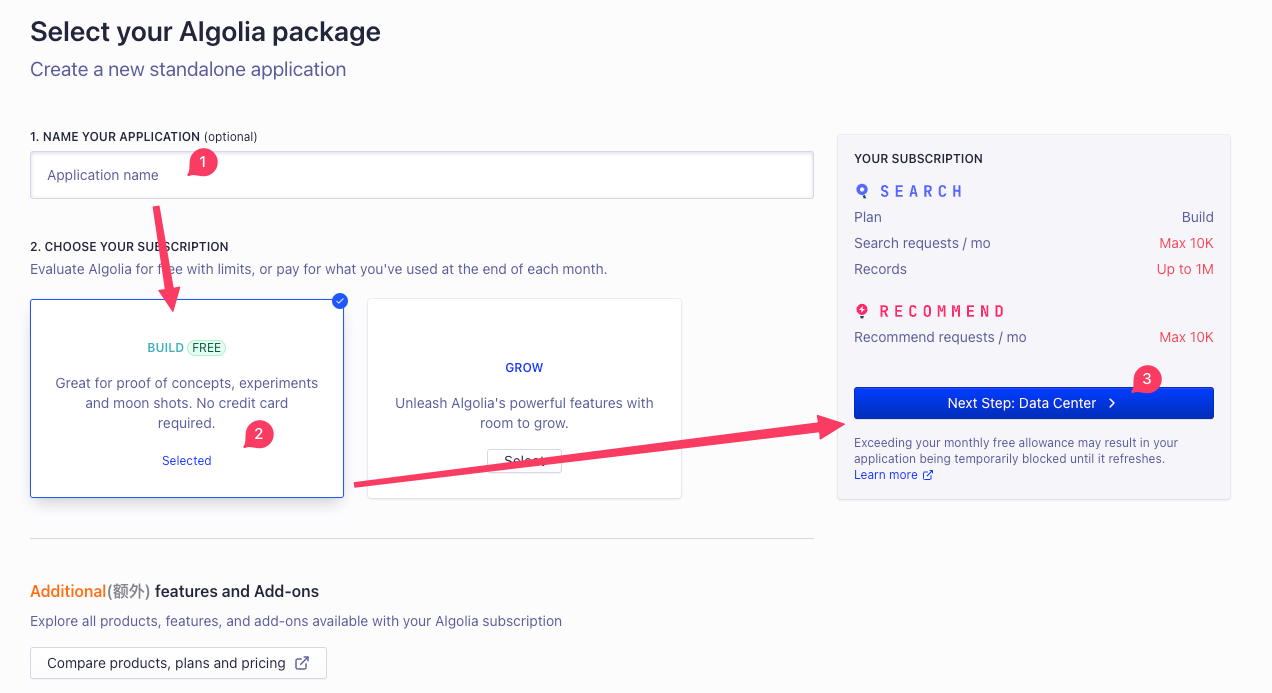 Select your Algolia package
Create a new standalone application
1. NAME YOUR APPLICATION (optional)
Application name
1
2. CHOOSE YOUR SUBSCRIPTION
Evaluate Algolia for free with limits, or pay for what you've used at the end of each month.
BUILD FREE
Great for proof of concepts, experiments
and moon shots. No credit card
required.
2
Selected
GROW
Unleash Algolia's powerful features with
room to grow.
Select
YOUR SUBSCRIPTION
SEARCH
Plan Build
Search requests / mo Max 10K
Records Up to 1M
RECOMMEND
Recommend requests / mo Max 10K
3
Next Step: Data Center
Exceeding your monthly free allowance may result in your
application being temporarily blocked until it refreshes.
Learn more
Additional(额外) features and Add-ons
Explore all products, features, and add-ons available with your Algolia subscription
Compare products, plans and pricing